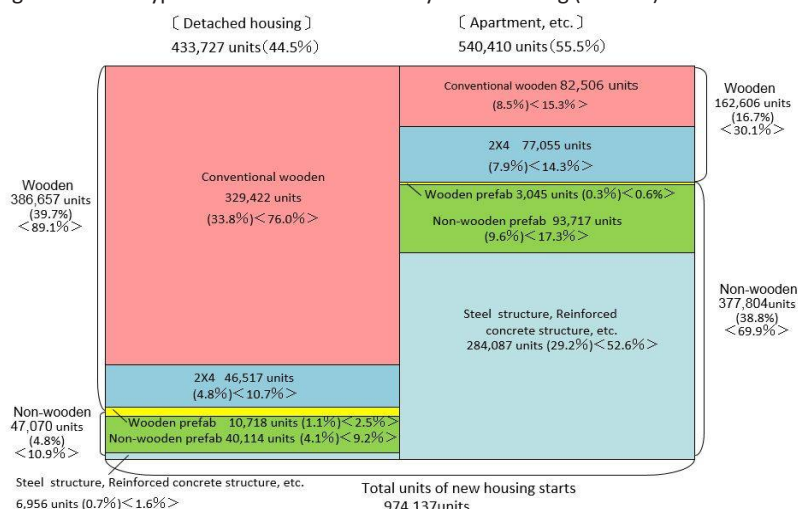 〔 Detached housing 〕
433,727 units(44.5%)
〔 Apartment, etc. 〕
540,410 units(55.5%)
Conventional wooden 82,506 units
(8.5%)<15.3%>
2X4 77,055 units
(7.9%)<14.3%>
Wooden prefab 3,045 units (0.3%)<0.6%>
Non-wooden prefab 93,717 units
(9.6%)<17.3%>
Steel structure, Reinforced
concrete structure, etc.
284,087 units (29.2%)<52.6%>
Wooden
162,606 units
(16.7%)
<30.1%>
Non-wooden
377,804units
(38.8%)
<69.9%>
Wooden
386,657 units
(39.7%)
<89.1%>
Conventional wooden
329,422 units
(33.8%)<76.0%>
2X4 46,517 units
(4.8%)<10.7%>
Wooden prefab 10,718 units (1.1%)<2.5%>
Non-wooden prefab 40,114 units (4.1%)<9.2%>
Non-wooden
47,070 units
(4.8%)
<10.9%>
Steel structure, Reinforced concrete structure, etc.
6,956 units (0.7%)<1.6%>
Total units of new housing starts
974,137units